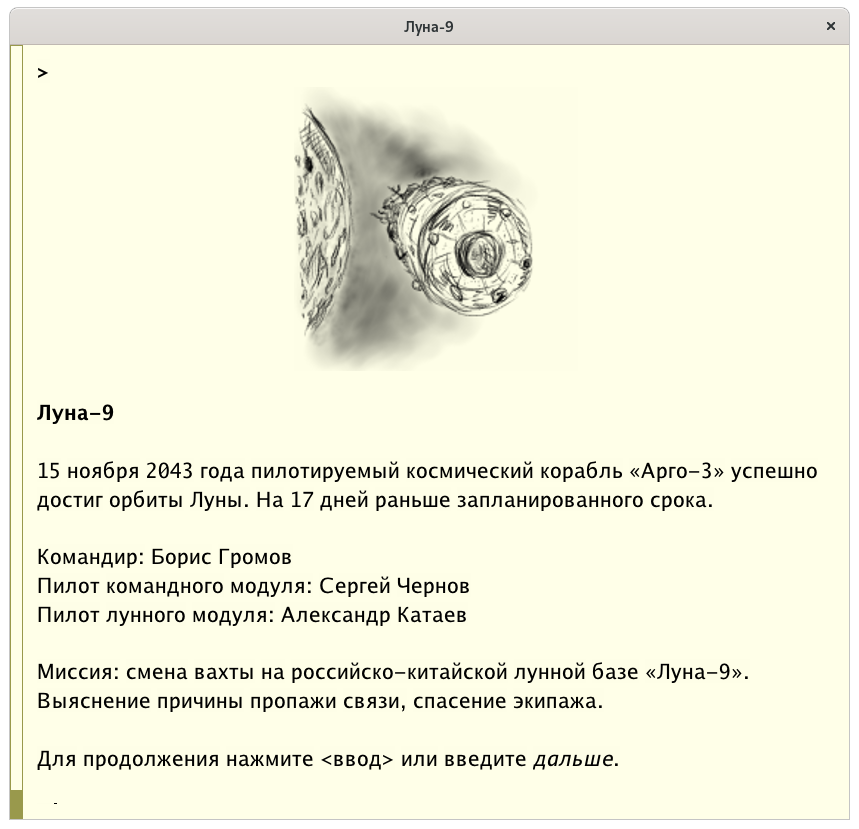 Луна-9
×
>
Луна–9
15 ноября 2043 года пилотируемый космический корабль «Арго–3» успешно
достиг орбиты Луны. На 17 дней раньше запланированного срока.
Командир: Борис Громов
Пилот командного модуля: Сергей Чернов
Пилот лунного модуля: Александр Катаев
Миссия: смена вахты на российско–китайской лунной базе «Луна–9».
Выяснение причины пропажи связи, спасение экипажа.
Для продолжения нажмите <ввод> или введите дальше.